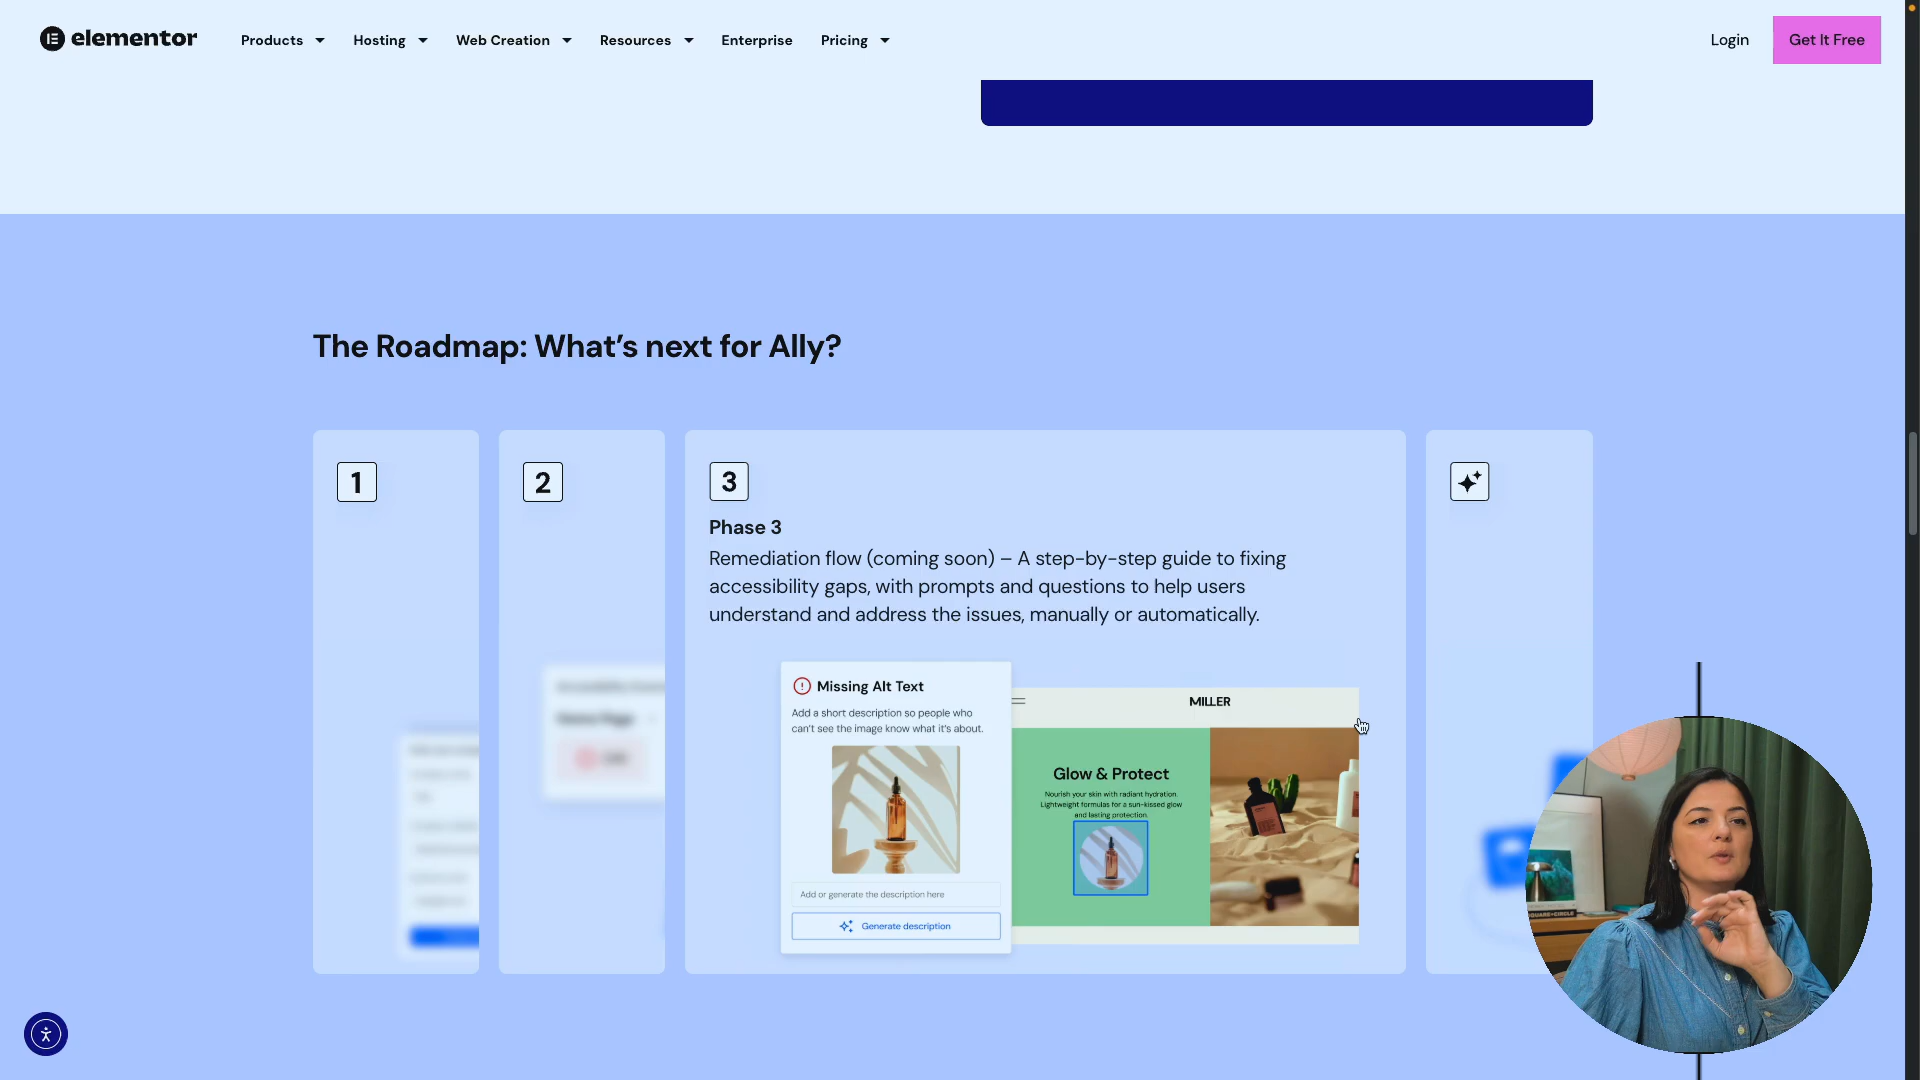 elementor
Products
Hosting
Web Creation
Resources
Enterprise
Pricing
Login
Get It Free
The Roadmap: What's next for Ally?
1
2
3
Phase 3
Remediation flow (coming soon) – A step-by-step guide to fixing
accessibility gaps, with prompts and questions to help users
understand and address the issues, manually or automatically.
Missing Alt Text
Add a short description so people who
can't see the image know what it's about.
Add or generate the description here
Generate description
MILLER
Glow & Protect
Nourish your skin with radiant hydration.
Lightweight formulas for a sun-kissed glow
and lasting protection.